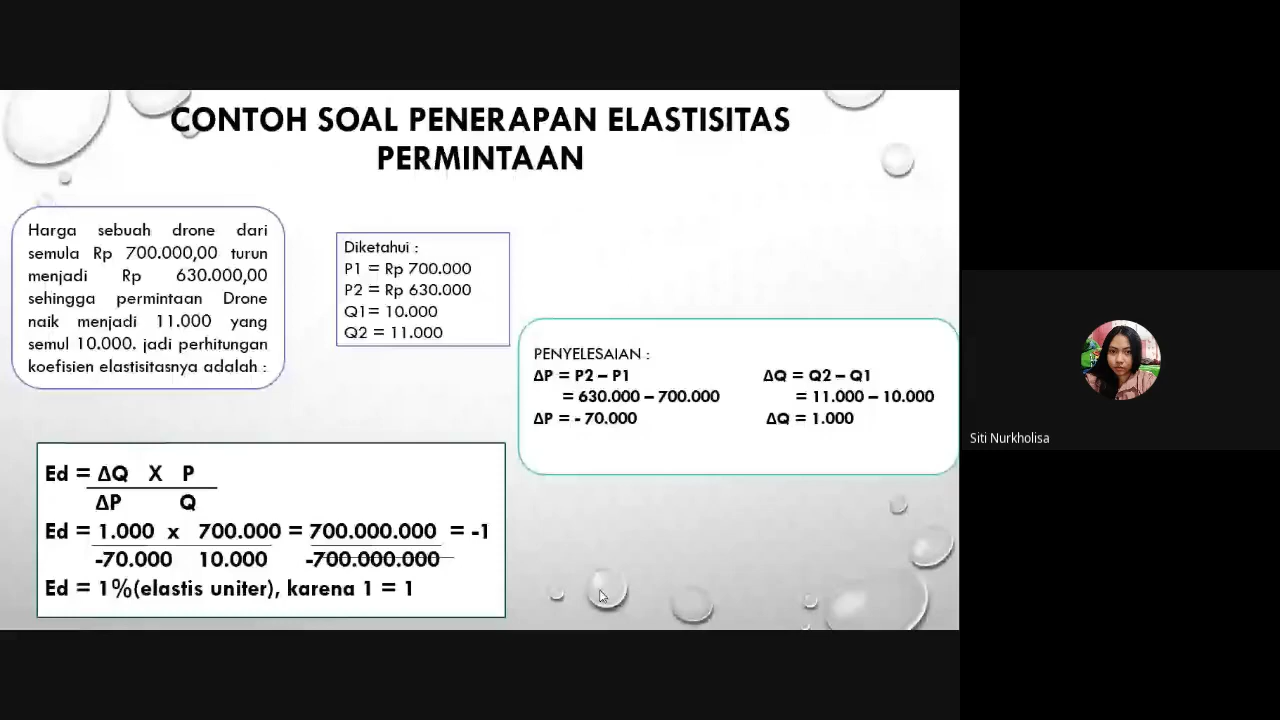 CONTOH SOAL PENERAPAN ELASTISITAS
PERMINTAAN
Harga sebuah drone dari
semula Rp 700.000,00 turun
menjadi Rp 630.000,00
sehingga permintaan Drone
naik menjadi 11.000 yang
semul 10.000. jadi perhitungan
koefisien elastisitasnya adalah :
Diketahui :
P1 = Rp 700.000
P2 = Rp 630.000
Q1= 10.000
Q2 = 11.000
PENYELESAIAN :
ΔP = P2 – P1 ΔQ = Q2 – Q1
= 630.000 – 700.000 = 11.000 – 10.000
ΔP = - 70.000 ΔQ = 1.000
Ed = ΔQ X P
ΔP Q
Ed = 1.000 x 700.000 = 700.000.000 = -1
-70.000 10.000 -700.000.000
Ed = 1%(elastis uniter), karena 1 = 1
Siti Nurkholisa